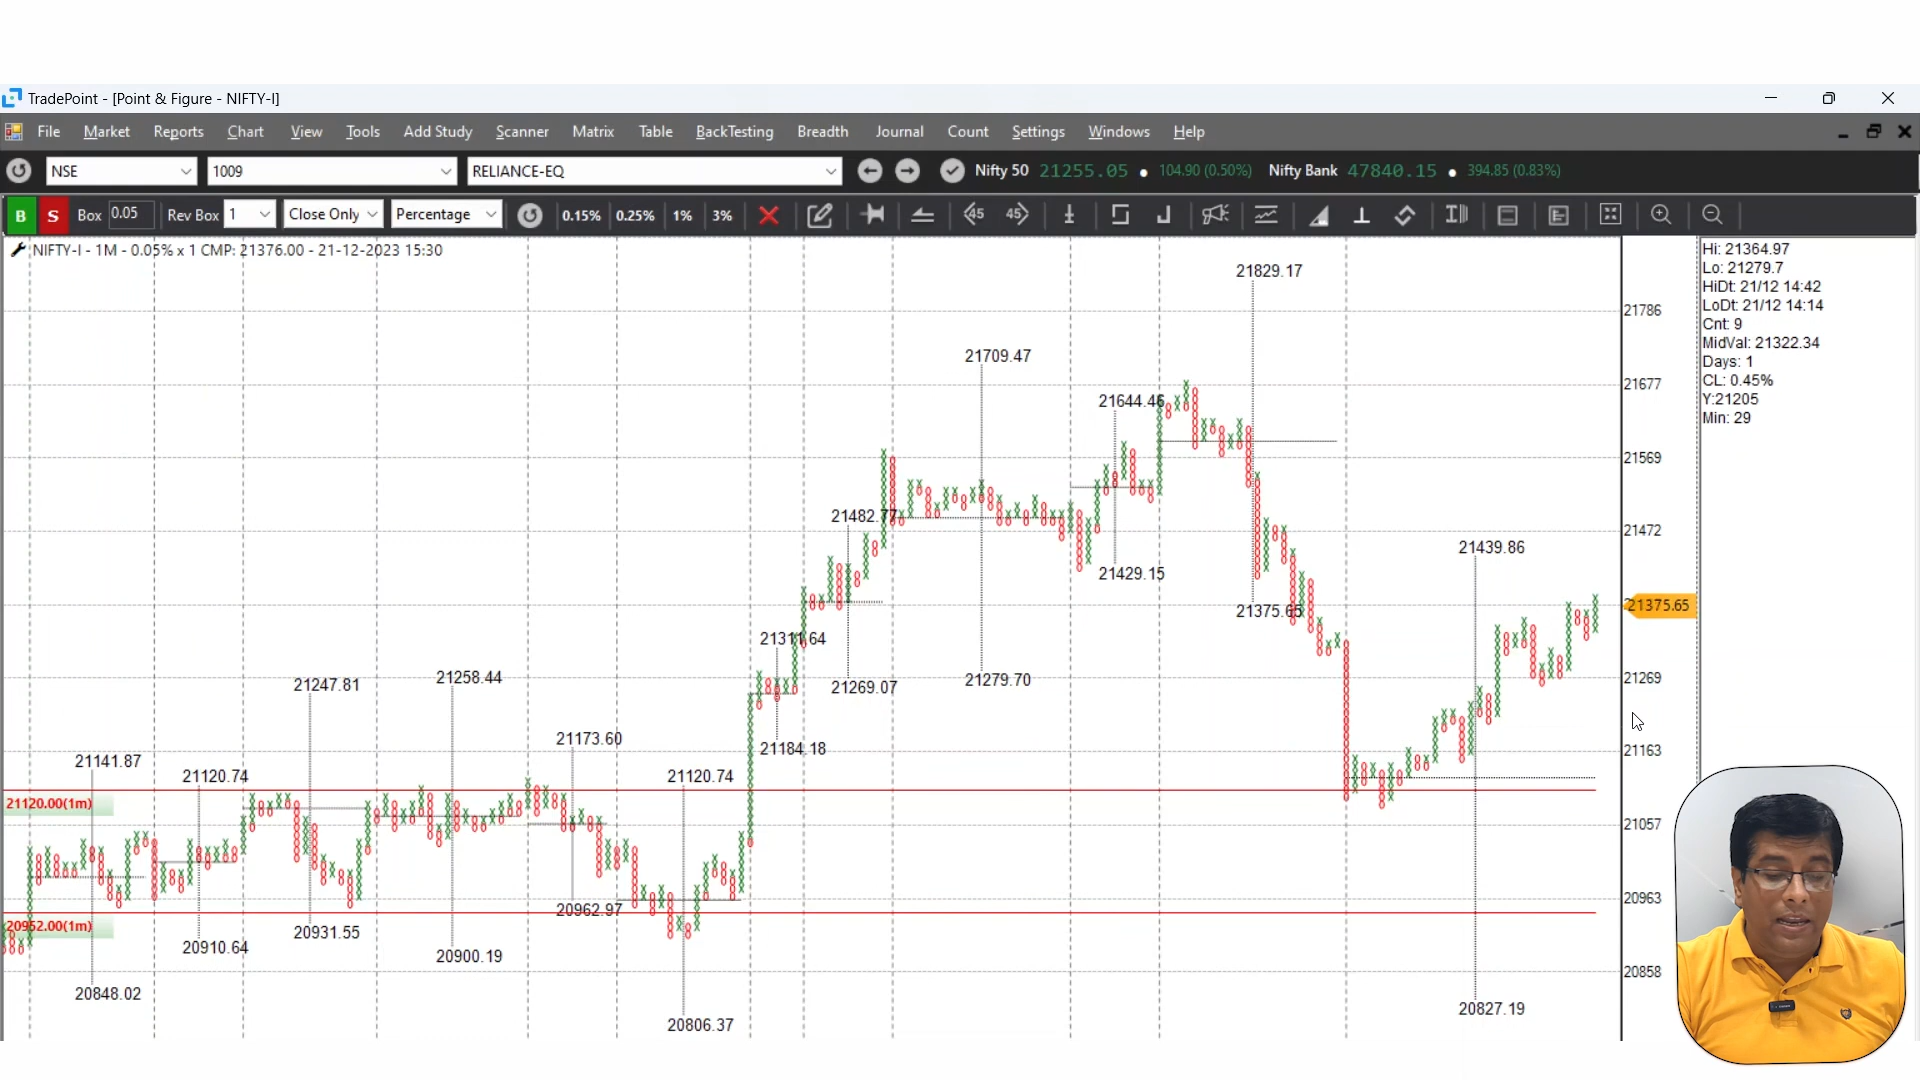 TradePoint - [Point & Figure - NIFTY-I]
File Market Reports Chart View Tools Add Study Scanner Matrix Table BackTesting Breadth Journal Count Settings Windows Help
NSE 1009 RELIANCE-EQ Nifty 50 21255.05 ● 104.90 (0.50%) Nifty Bank 47840.15 ● 394.85 (0.83%)
B S Box 0.05 Rev Box 1 Close Only Percentage 0.15% 0.25% 1% 3% 45 45
NIFTY-I - 1M - 0.05% x 1 CMP: 21376.00 - 21-12-2023 15:30
Hi: 21364.97
Lo: 21279.7
HiDt: 21/12 14:42
LoDt: 21/12 14:14
Cnt: 9
MidVal: 21322.34
Days: 1
CL: 0.45%
Y:21205
Min: 29
21829.17
21786
21709.47
21677
21644.46
21569
21482.77
21472
21439.86
21429.15
21375.65
21375.65
21311.64
21269
21247.81
21258.44
21269.07
21279.70
21173.60
21184.18
21163
21141.87
21120.74
21120.74
21120.00(1m)
21057
20963
20962.97
20952.00(1m)
20931.55
20910.64
20900.19
20858
20848.02
20827.19
20806.37